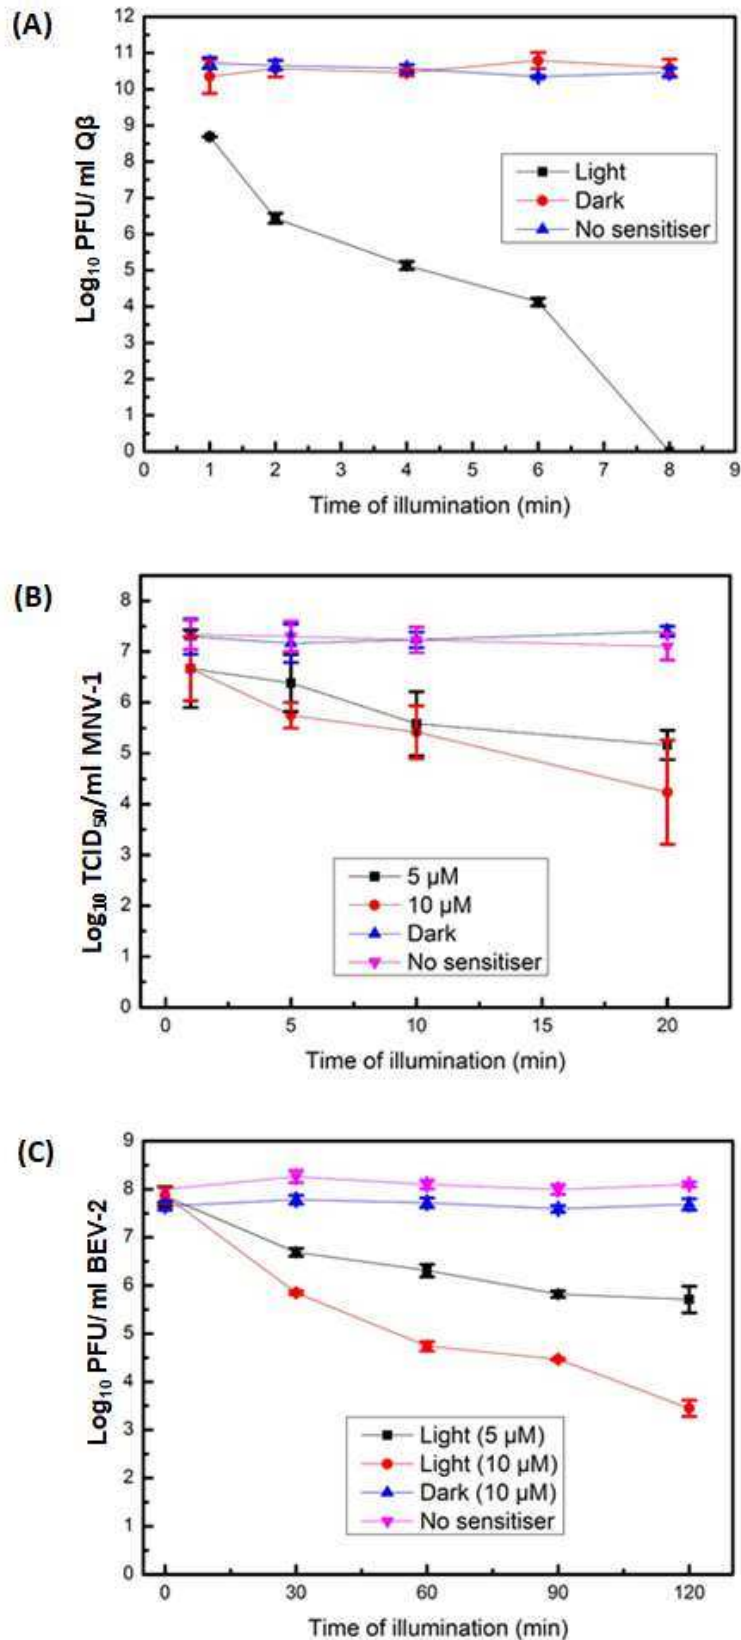 (A)
12
11
10
9
8
7
6
5
4
3
2
1
0
Log₁₀ PFU/ ml Qβ
Light
Dark
No sensitiser
0 1 2 3 4 5 6 7 8 9
Time of illumination (min)
(B)
8
7
6
5
4
3
2
1
0
Log₁₀ TCID₅₀/ml MNV-1
5 µM
10 µM
Dark
No sensitiser
0 5 10 15 20
Time of illumination (min)
(C)
9
8
7
6
5
4
3
2
1
0
Log₁₀ PFU/ ml BEV-2
Light (5 µM)
Light (10 µM)
Dark (10 µM)
No sensitiser
0 30 60 90 120
Time of illumination (min)